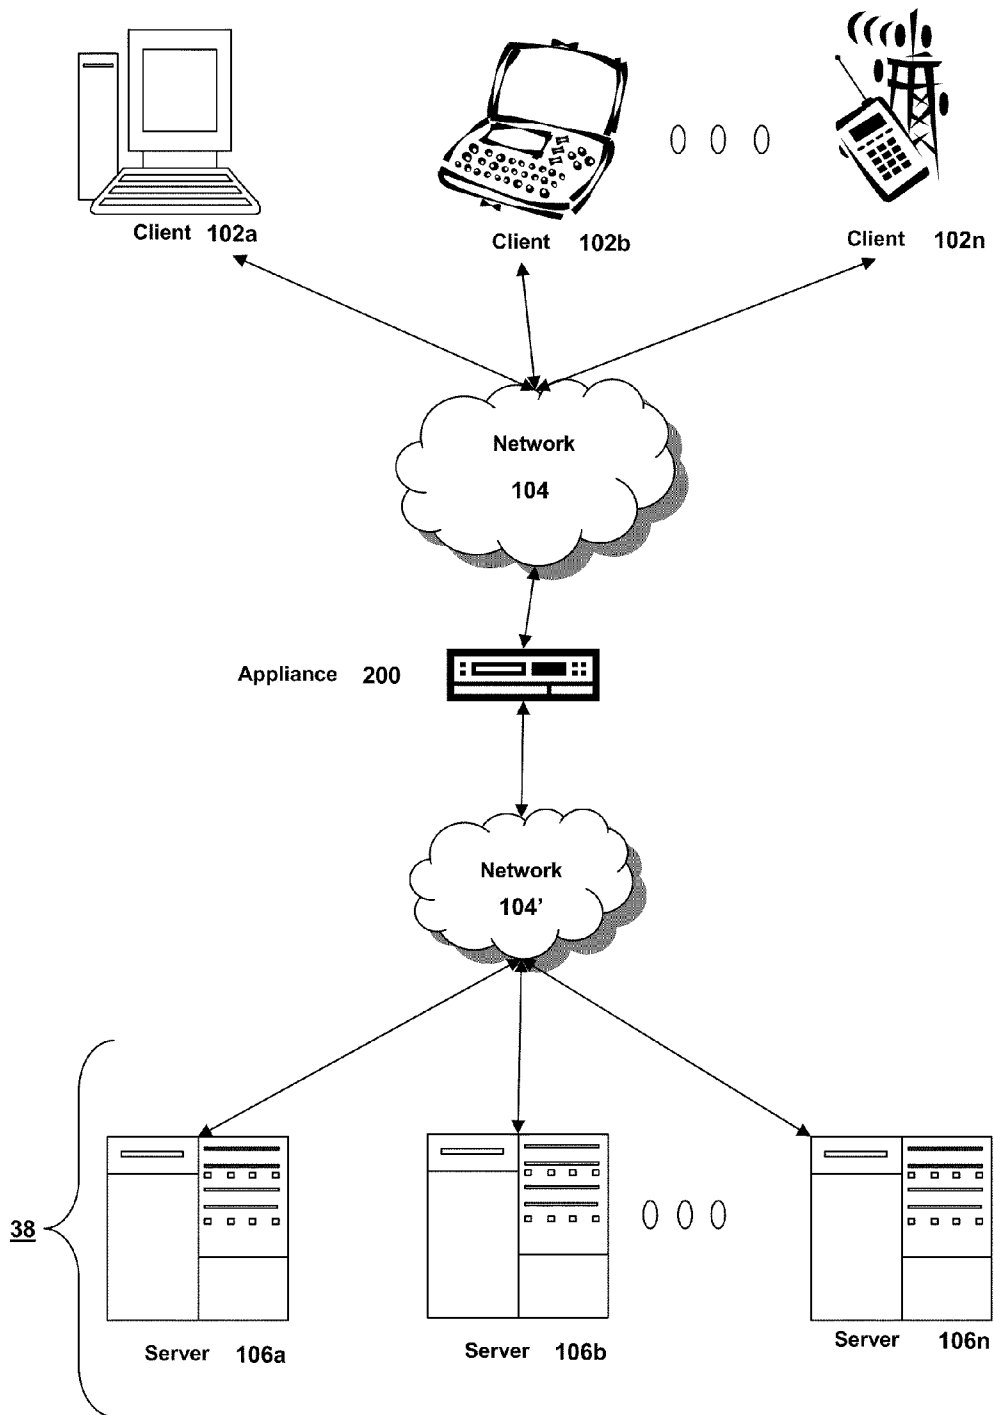 Client 102a
Client 102b
Client 102n
Network
104
Appliance 200
Network
104’
38
Server 106a
Server 106b
Server 106n